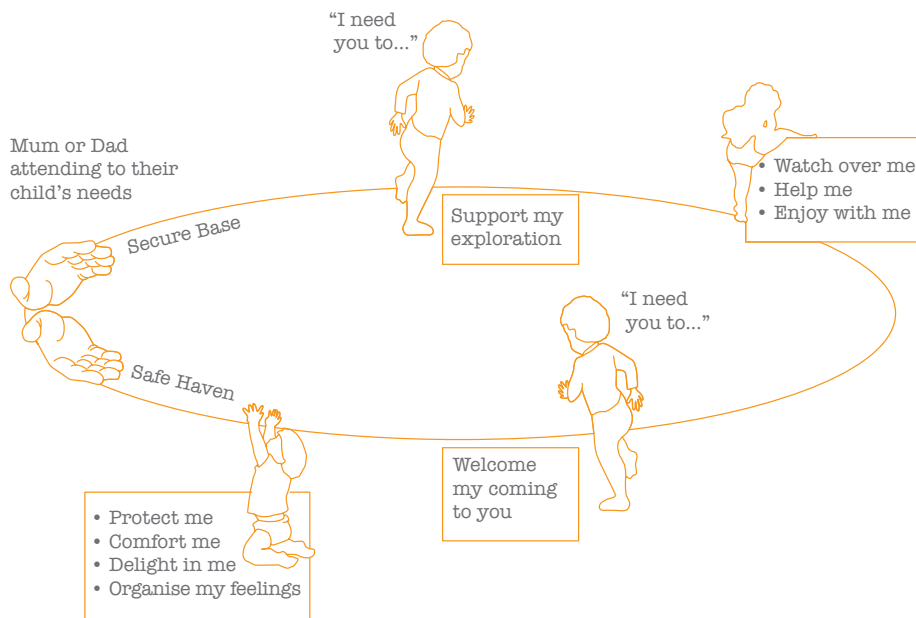 “I need
you to...”
Mum or Dad
attending to their
child’s needs
• Watch over me
• Help me
• Enjoy with me
Secure Base
Support my
exploration
“I need
you to...”
Safe Haven
Welcome
my coming
to you
• Protect me
• Comfort me
• Delight in me
• Organise my feelings